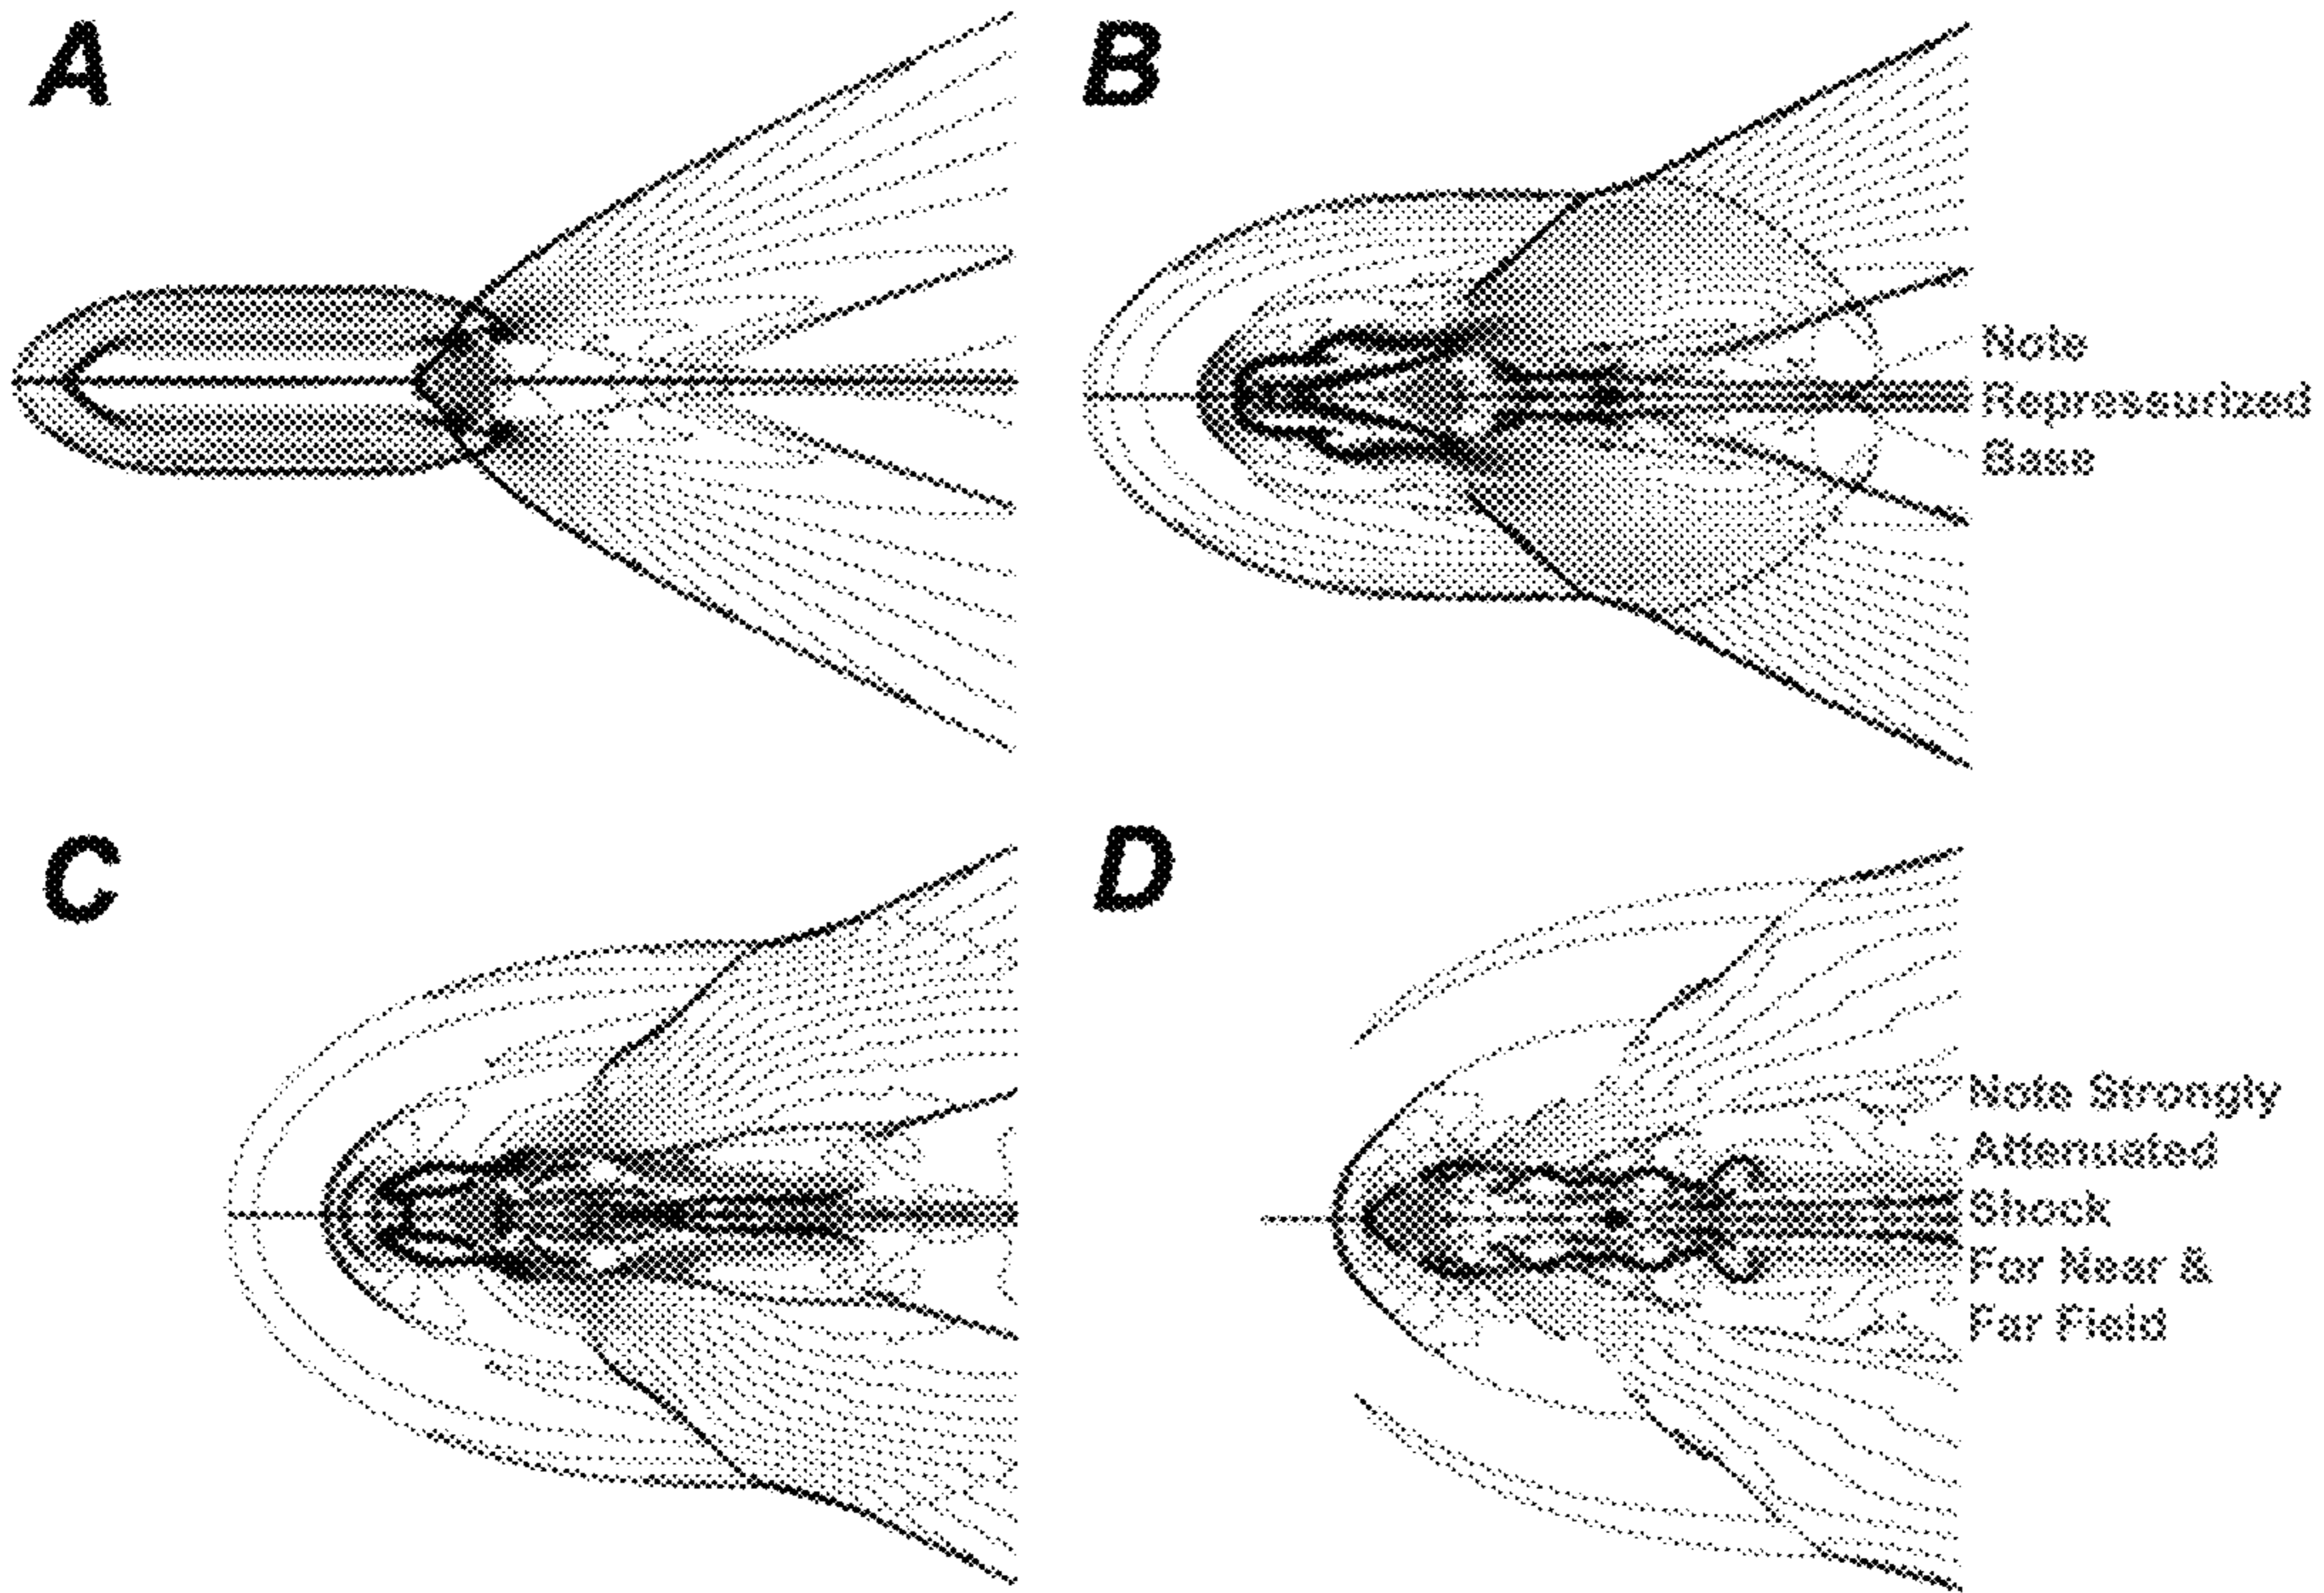 A
B
Note
Repressurized
Base
C
D
Note Strongly
Attenuated
Shock
For Near &
Far Field